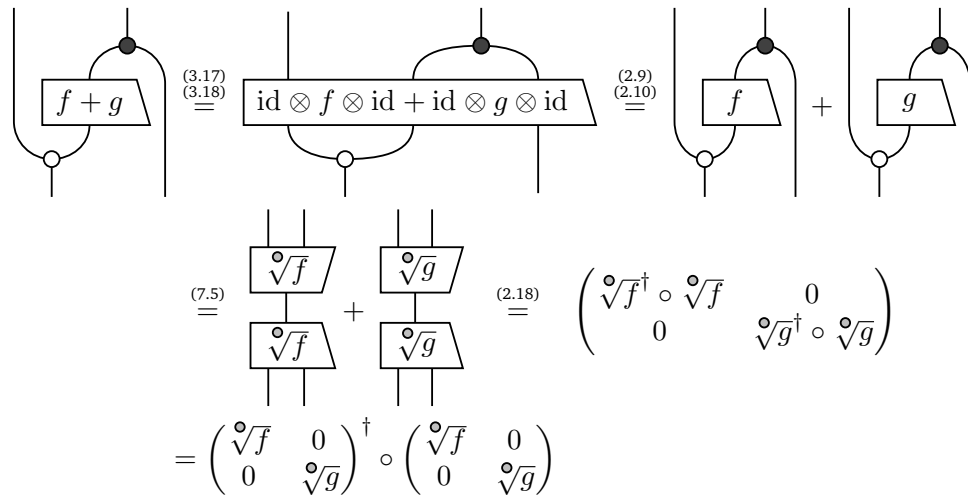 f + g (3.17) (3.18) = id ⊗ f ⊗ id + id ⊗ g ⊗ id (2.9) (2.10) = f + g
(7.5) = √f √f + √g √g (2.18) = ( √f† ∘ √f 0 0 √g† ∘ √g )
= ( √f 0 0 √g )† ∘ ( √f 0 0 √g )